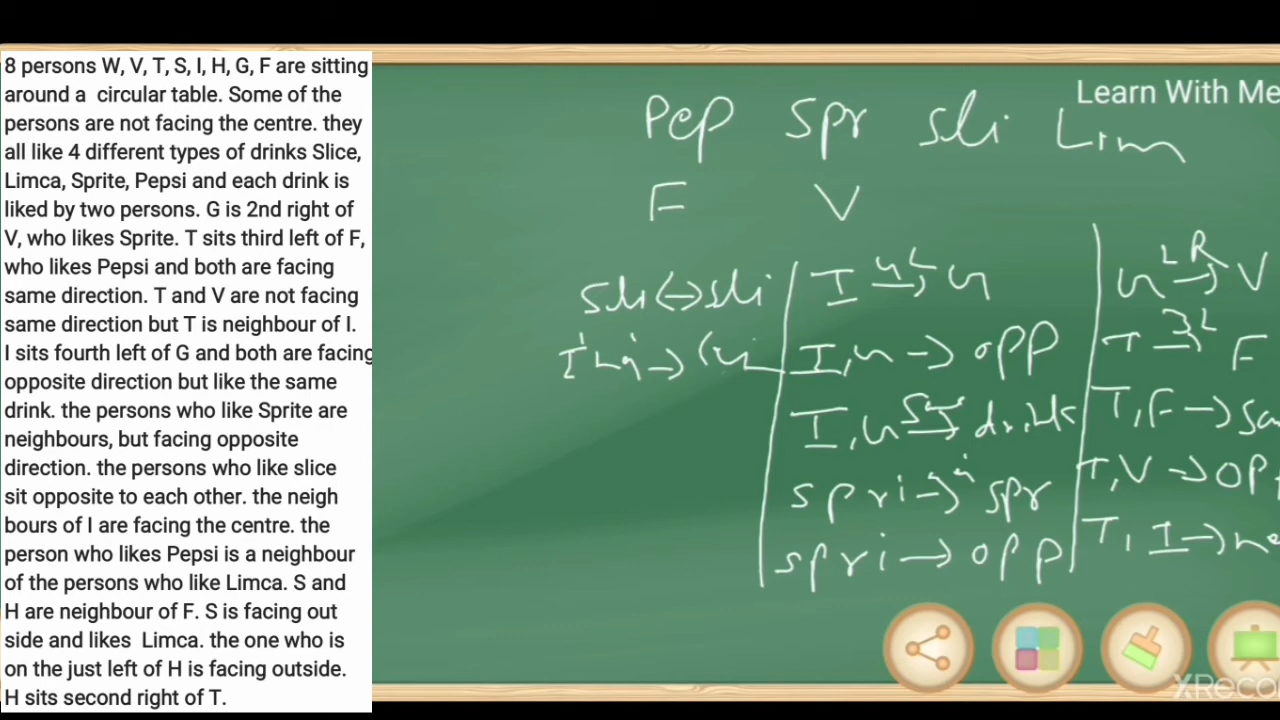 8 persons W, V, T, S, I, H, G, F are sitting
around a circular table. Some of the
persons are not facing the centre. they
all like 4 different types of drinks Slice,
Limca, Sprite, Pepsi and each drink is
liked by two persons. G is 2nd right of
V, who likes Sprite. T sits third left of F,
who likes Pepsi and both are facing
same direction. T and V are not facing
same direction but T is neighbour of I.
I sits fourth left of G and both are facing
opposite direction but like the same
drink. the persons who like Sprite are
neighbours, but facing opposite
direction. the persons who like slice
sit opposite to each other. the neigh
bours of I are facing the centre. the
person who likes Pepsi is a neighbour
of the persons who like Limca. S and
H are neighbour of F. S is facing out
side and likes Limca. the one who is
on the just left of H is facing outside.
H sits second right of T.
Learn With Me
Pep Spr sli Lim
F V
sli ↔ sli
I 4L→ G
I, G → opp
I, G drink
spri → spr
spri → opp
G 2R→ V
T 3L→ F
T, F → sa
T, V → op
T, I → ne
XRecor